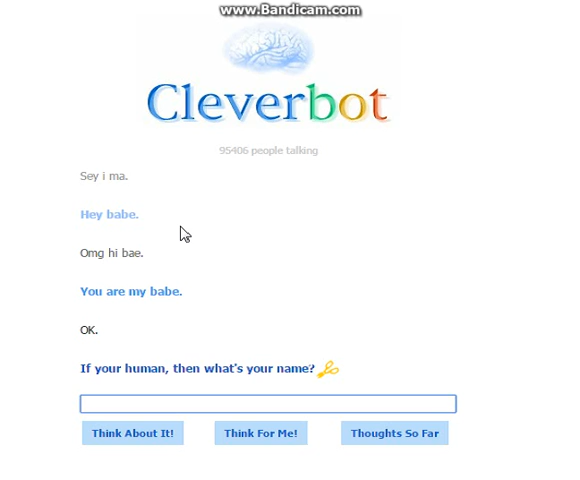 www.Bandicam.com
Cleverbot
95406 people talking
Sey i ma.
Hey babe.
Omg hi bae.
You are my babe.
OK.
If your human, then what's your name?
Think About It! Think For Me! Thoughts So Far